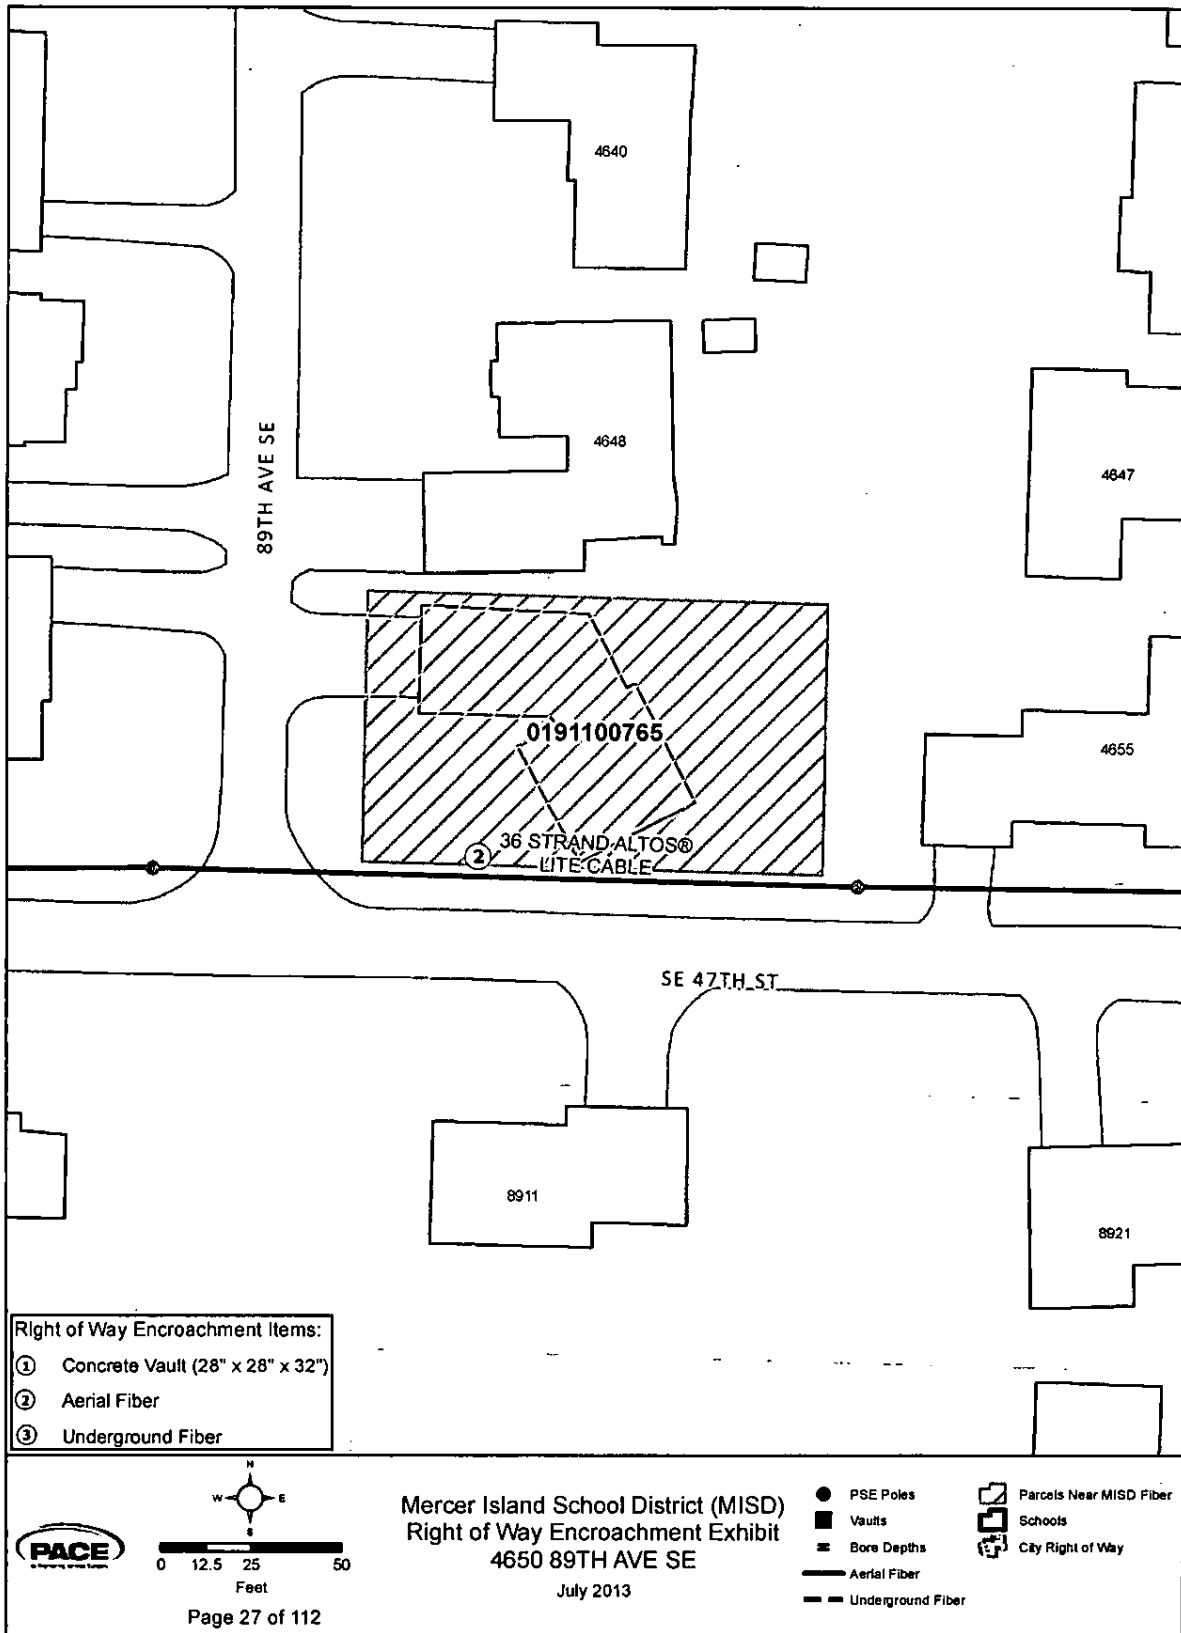 4640
4648
4647
89TH AVE SE
0191100765
4655
② 36 STRAND ALTOS®
LITE CABLE
SE 47TH ST
8911
8921
Right of Way Encroachment Items:
① Concrete Vault (28" x 28" x 32")
② Aerial Fiber
③ Underground Fiber
N
W E
S
PACE
0 12.5 25 50
Feet
Page 27 of 112
Mercer Island School District (MISD)
Right of Way Encroachment Exhibit
4650 89TH AVE SE
July 2013
PSE Poles
Vaults
Bore Depths
Aerial Fiber
Underground Fiber
Parcels Near MISD Fiber
Schools
City Right of Way